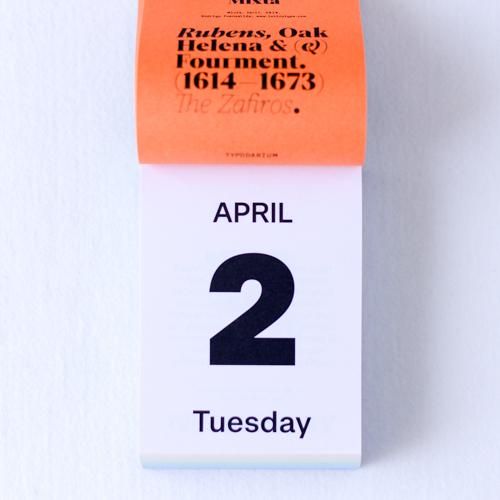 Mixta
Rubens, Oak
Helena & (&)
Fourment.
(1614—1673)
The Zafiros.
TYPODARIUM
APRIL
2
Tuesday